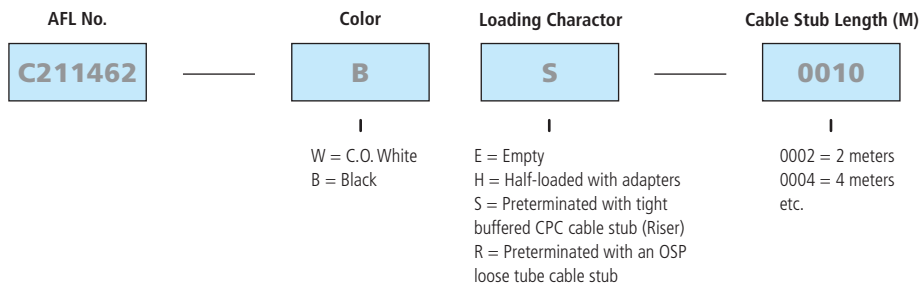 AFL No.
Color
Loading Charactor
Cable Stub Length (M)
C211462
B
S
0010
W = C.O. White
B = Black
E = Empty
H = Half-loaded with adapters
S = Preterminated with tight
buffered CPC cable stub (Riser)
R = Preterminated with an OSP
loose tube cable stub
0002 = 2 meters
0004 = 4 meters
etc.